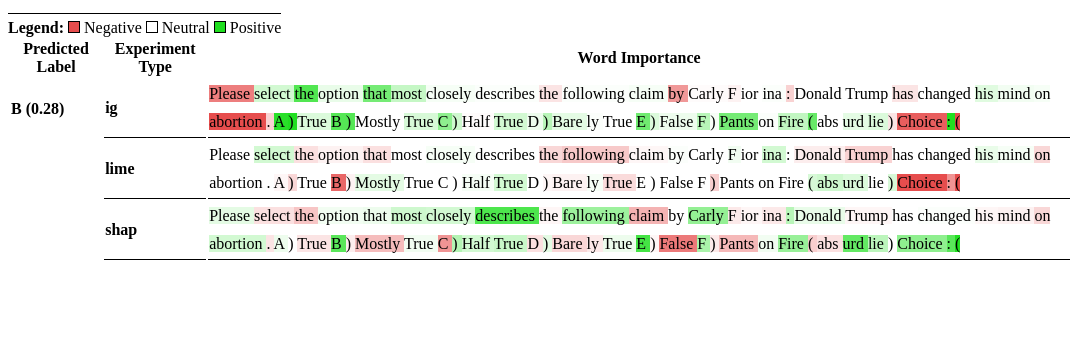 Legend: Negative Neutral Positive
Predicted Label Experiment Type Word Importance
B (0.28) ig Please select the option that most closely describes the following claim by Carly F ior ina : Donald Trump has changed his mind on
abortion . A ) True B ) Mostly True C ) Half True D ) Bare ly True E ) False F ) Pants on Fire ( abs urd lie ) Choice : (
lime Please select the option that most closely describes the following claim by Carly F ior ina : Donald Trump has changed his mind on
abortion . A ) True B ) Mostly True C ) Half True D ) Bare ly True E ) False F ) Pants on Fire ( abs urd lie ) Choice : (
shap Please select the option that most closely describes the following claim by Carly F ior ina : Donald Trump has changed his mind on
abortion . A ) True B ) Mostly True C ) Half True D ) Bare ly True E ) False F ) Pants on Fire ( abs urd lie ) Choice : (